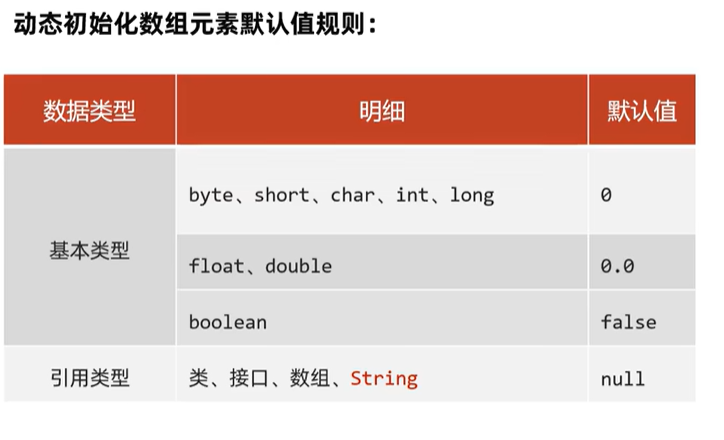 动态初始化数组元素默认值规则：
数据类型 明细 默认值
基本类型 byte、short、char、int、long 0
float、double 0.0
boolean false
引用类型 类、接口、数组、String null